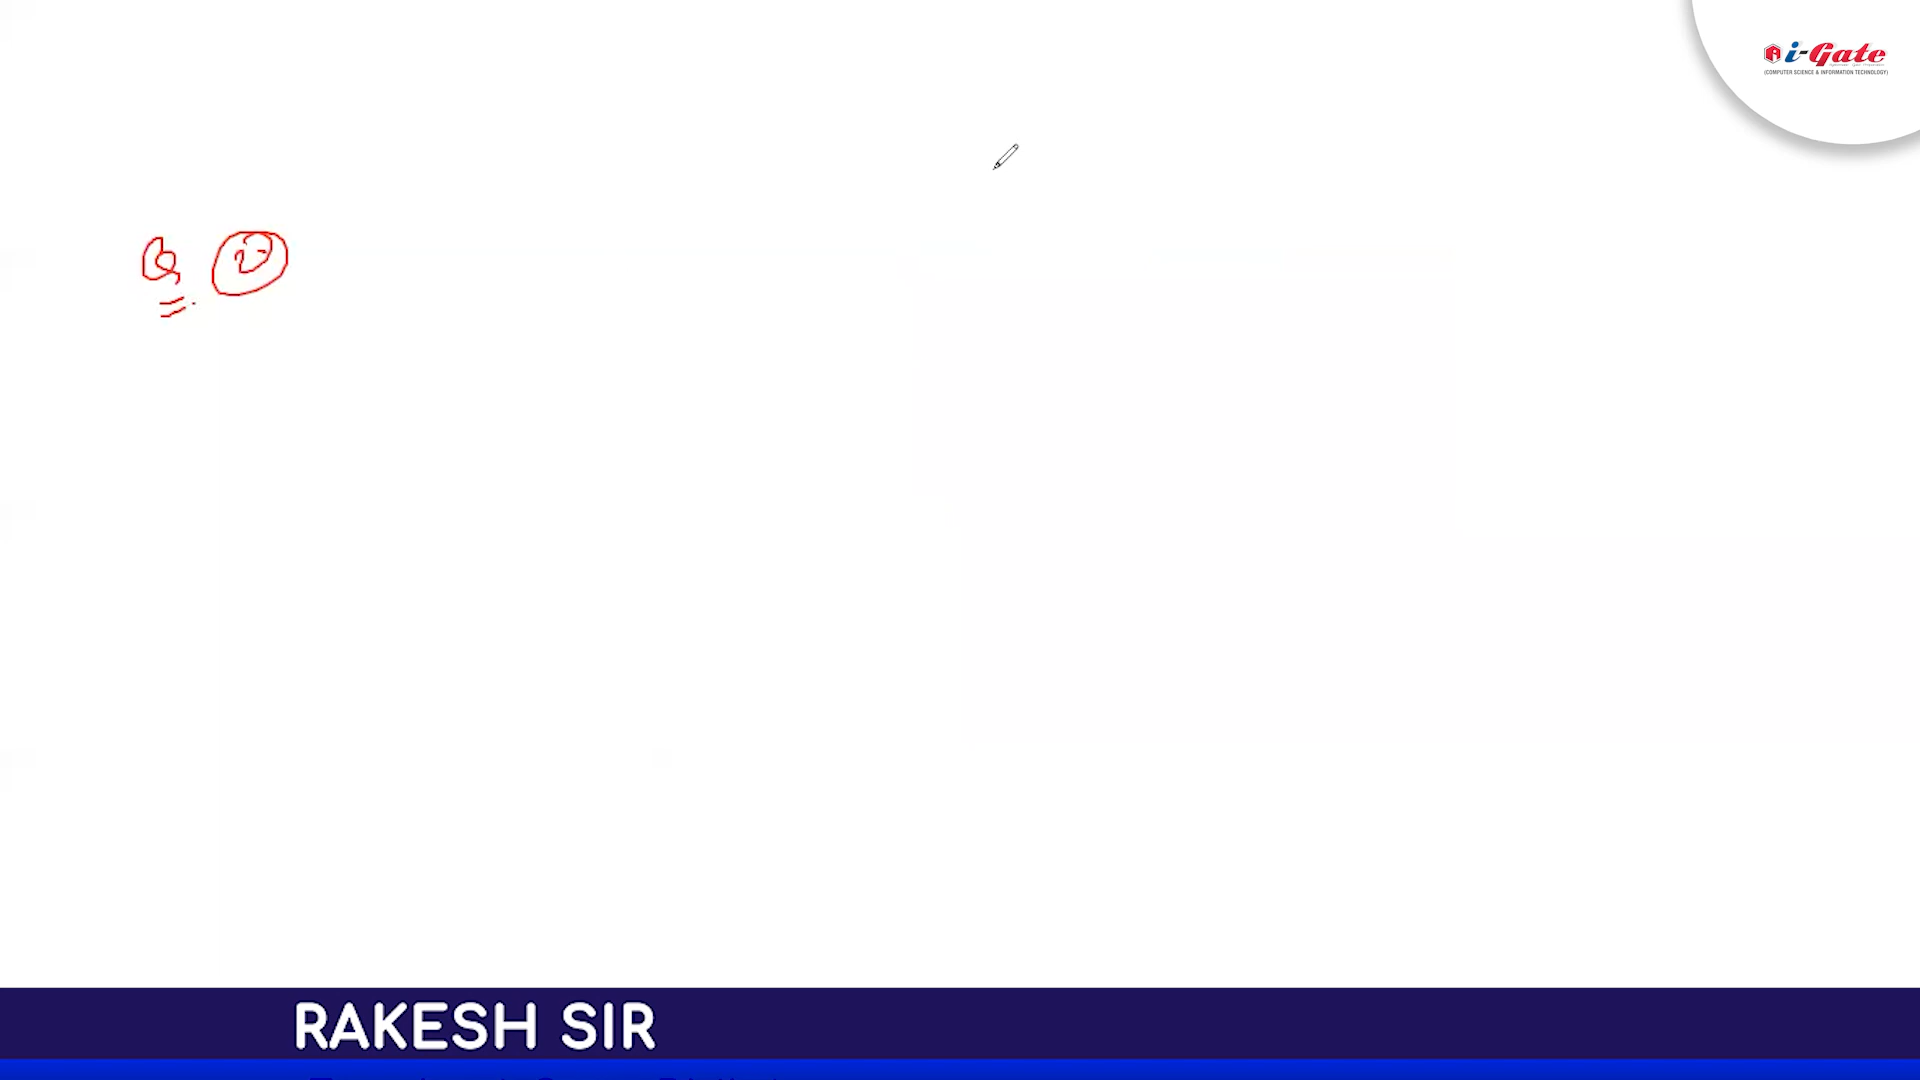 i-Gate
(COMPUTER SCIENCE & INFORMATION TECHNOLOGY)
Q
RAKESH SIR